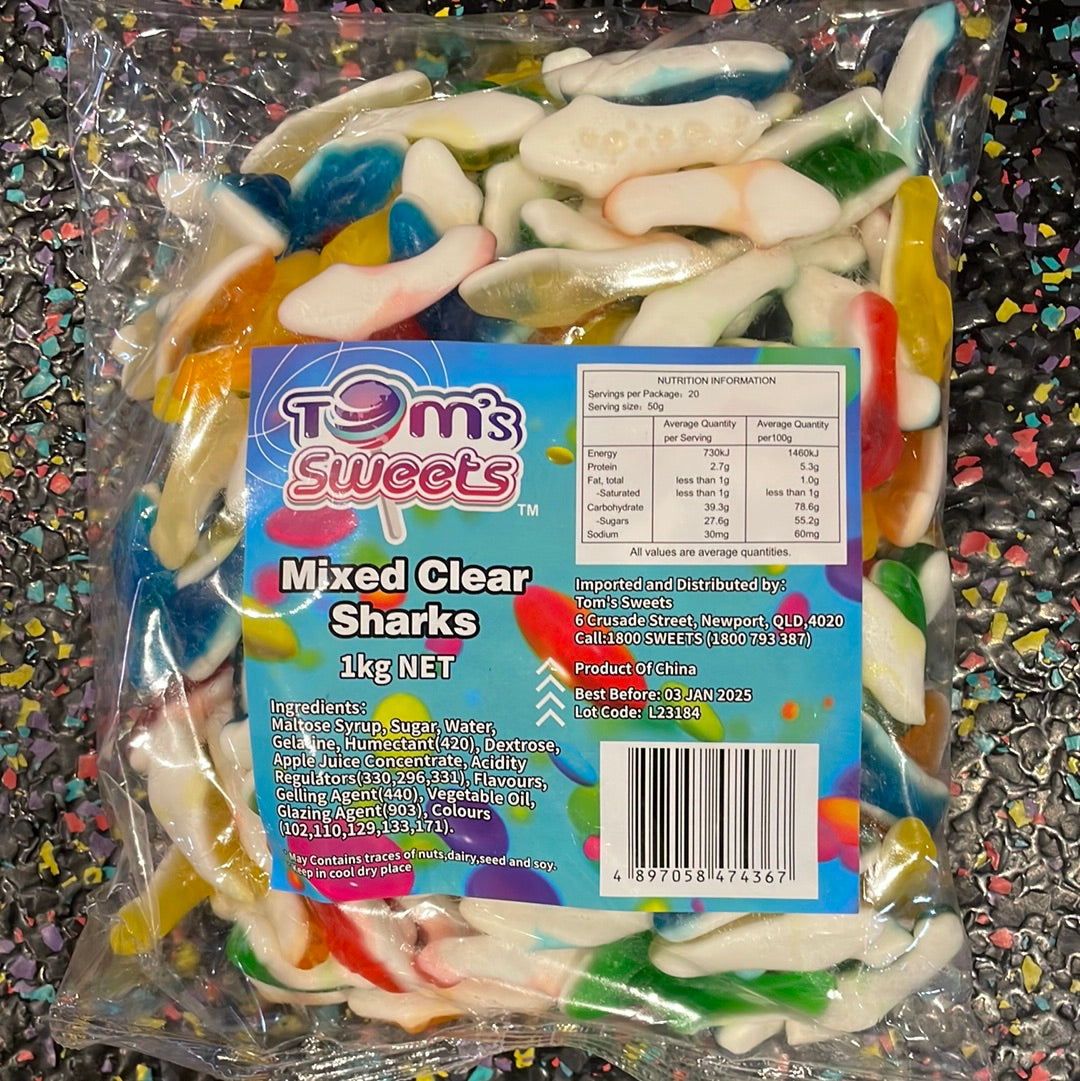 Tom's
Sweets
TM
Mixed Clear
Sharks
1kg NET
Ingredients:
Maltose Syrup, Sugar, Water,
Gelatine, Humectant(420), Dextrose,
Apple Juice Concentrate, Acidity
Regulators(330,296,331), Flavours,
Gelling Agent(440), Vegetable Oil,
Glazing Agent(903), Colours
(102,110,129,133,171).
*May Contains traces of nuts,dairy,seed and soy.
Keep in cool dry place
NUTRITION INFORMATION
Servings per Package: 20
Serving size: 50g
Average Quantity per Serving Average Quantity per100g
Energy 730kJ 1460kJ
Protein 2.7g 5.3g
Fat, total less than 1g 1.0g
-Saturated less than 1g less than 1g
Carbohydrate 39.3g 78.6g
-Sugars 27.6g 55.2g
Sodium 30mg 60mg
All values are average quantities.
Imported and Distributed by:
Tom's Sweets
6 Crusade Street, Newport, QLD,4020
Call:1800 SWEETS (1800 793 387)
Product Of China
Best Before: 03 JAN 2025
Lot Code: L23184
4 897058 474367